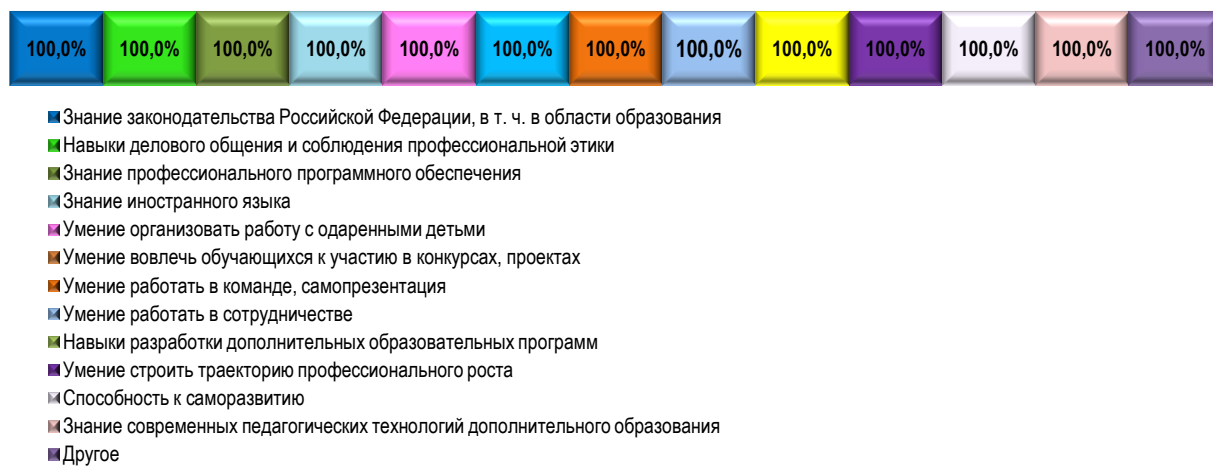 100,0% 100,0% 100,0% 100,0% 100,0% 100,0% 100,0% 100,0% 100,0% 100,0% 100,0% 100,0% 100,0%
Знание законодательства Российской Федерации, в т. ч. в области образования
Навыки делового общения и соблюдения профессиональной этики
Знание профессионального программного обеспечения
Знание иностранного языка
Умение организовать работу с одаренными детьми
Умение вовлечь обучающихся к участию в конкурсах, проектах
Умение работать в команде, самопрезентация
Умение работать в сотрудничестве
Навыки разработки дополнительных образовательных программ
Умение строить траекторию профессионального роста
Способность к саморазвитию
Знание современных педагогических технологий дополнительного образования
Другое